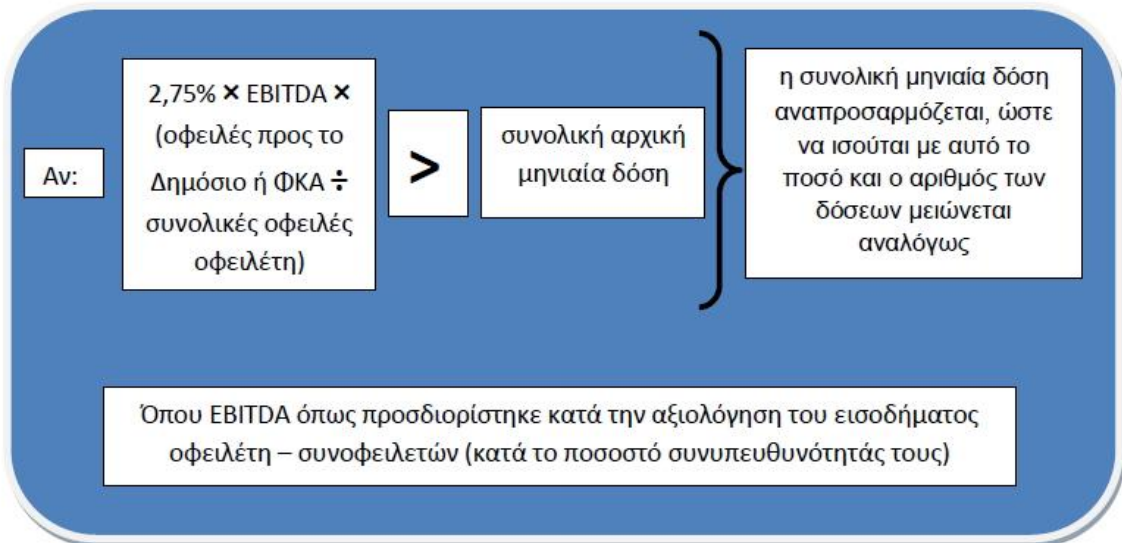 Αν:
2,75% × EBITDA ×
(οφειλές προς το
Δημόσιο ή ΦΚΑ ÷
συνολικές οφειλές
οφειλέτη)
>
συνολική αρχική
μηνιαία δόση
}
η συνολική μηνιαία δόση
αναπροσαρμόζεται, ώστε
να ισούται με αυτό το
ποσό και ο αριθμός των
δόσεων μειώνεται
αναλόγως
Όπου EBITDA όπως προσδιορίστηκε κατά την αξιολόγηση του εισοδήματος
οφειλέτη – συνοφειλετών (κατά το ποσοστό συνυπευθυνότητάς τους)